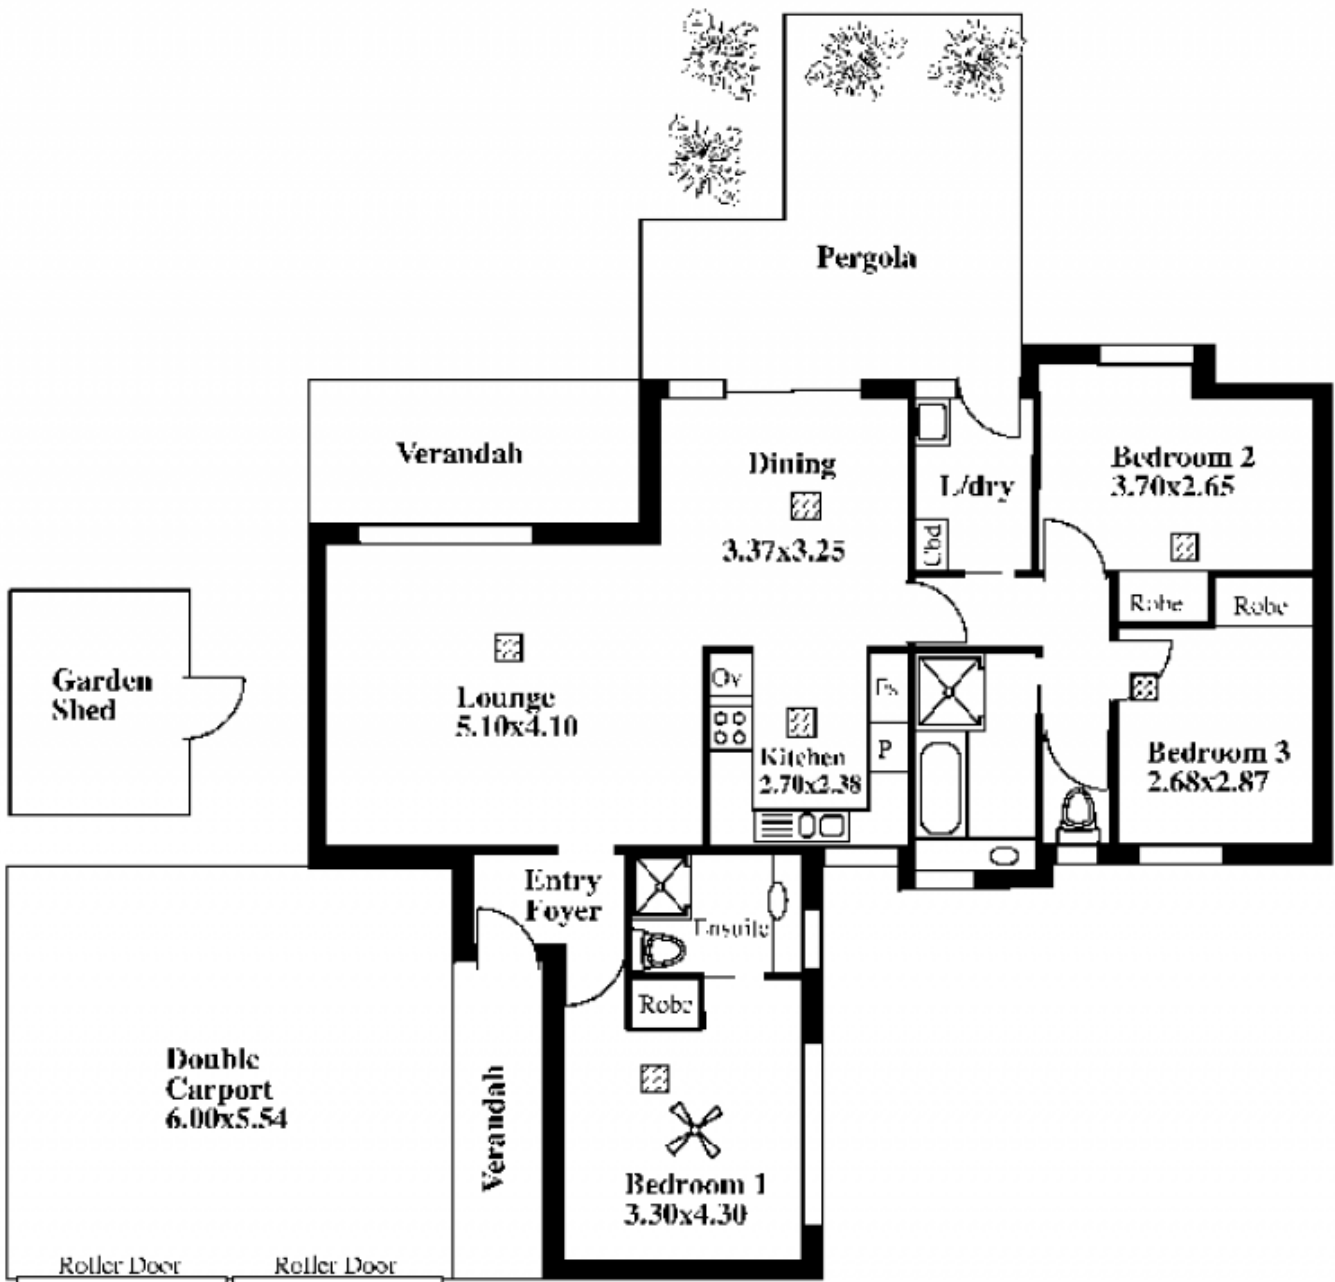 Pergola
Verandah
Dining
3.37x3.25
L/dry
Cbd
Bedroom 2
3.70x2.65
Robe
Robe
Garden
Shed
Lounge
5.10x4.10
Ov
Kitchen
2.70x2.38
P
Bedroom 3
2.68x2.87
Entry
Foyer
Ensuite
Robe
Double
Carport
6.00x5.54
Verandah
Bedroom 1
3.30x4.30
Roller Door
Roller Door